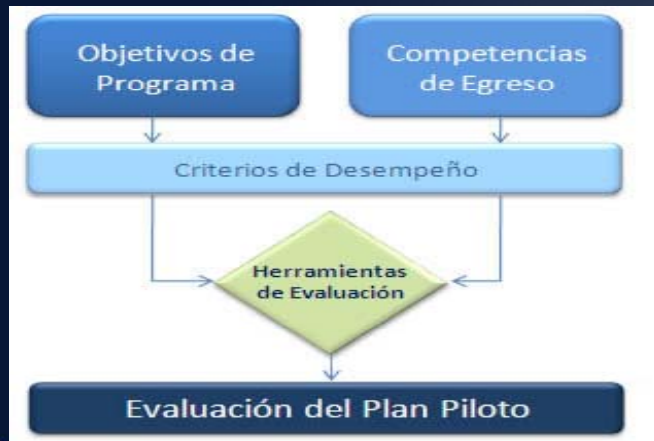 Objetivos de
Programa
Competencias
de Egreso
Criterios de Desempeño
Herramientas
de Evaluación
Evaluación del Plan Piloto